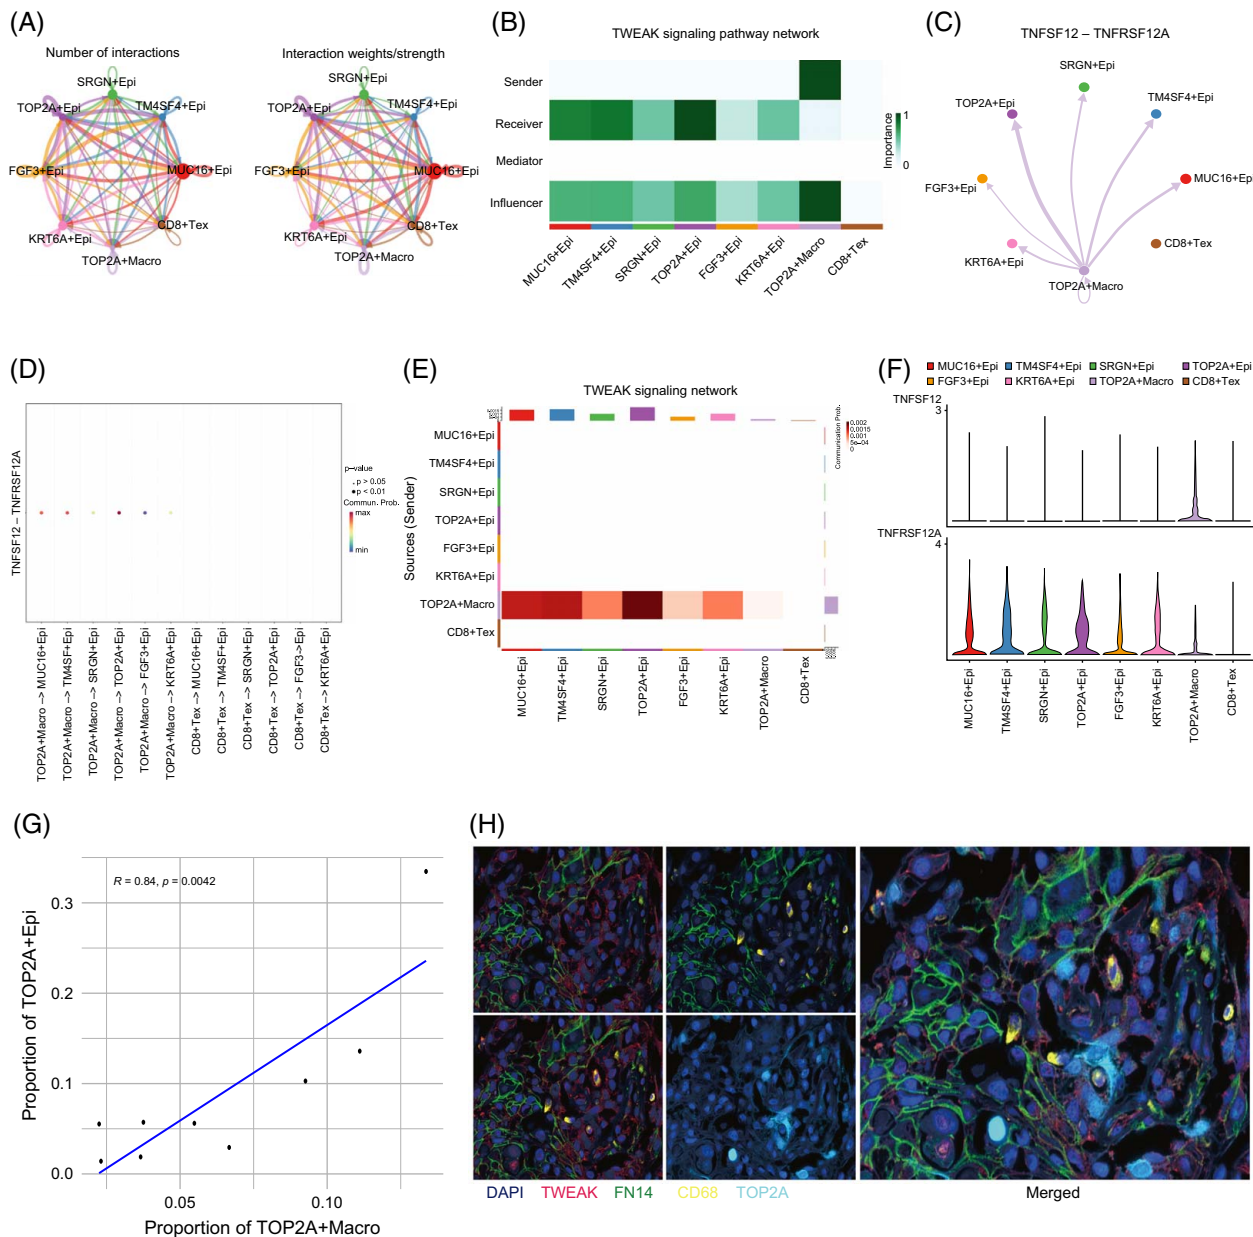 (A)
Number of interactions
SRGN+Epi
TOP2A+Epi
TM4SF4+Epi
FGF3+Epi
MUC16+Epi
KRT6A+Epi
CD8+Tex
TOP2A+Macro
Interaction weights/strength
SRGN+Epi
TOP2A+Epi
TM4SF4+Epi
FGF3+Epi
MUC16+Epi
KRT6A+Epi
CD8+Tex
TOP2A+Macro
(B)
TWEAK signaling pathway network
Sender
Receiver
Mediator
Influencer
MUC16+Epi
TM4SF4+Epi
SRGN+Epi
TOP2A+Epi
FGF3+Epi
KRT6A+Epi
TOP2A+Macro
CD8+Tex
Importance
1
0
(C)
TNFSF12 – TNFRSF12A
SRGN+Epi
TOP2A+Epi
TM4SF4+Epi
FGF3+Epi
MUC16+Epi
KRT6A+Epi
CD8+Tex
TOP2A+Macro
(D)
TNFSF12 – TNFRSF12A
p–value
p > 0.05
p < 0.01
Commun. Prob.
max
min
TOP2A+Macro –> MUC16+Epi
TOP2A+Macro –> TM4SF+Epi
TOP2A+Macro –> SRGN+Epi
TOP2A+Macro –> TOP2A+Epi
TOP2A+Macro –> FGF3+Epi
TOP2A+Macro –> KRT6A+Epi
CD8+Tex –> MUC16+Epi
CD8+Tex –> TM4SF+Epi
CD8+Tex –> SRGN+Epi
CD8+Tex –> TOP2A+Epi
CD8+Tex –> FGF3->Epi
CD8+Tex –> KRT6A+Epi
(E)
TWEAK signaling network
Sources (Sender)
MUC16+Epi
TM4SF4+Epi
SRGN+Epi
TOP2A+Epi
FGF3+Epi
KRT6A+Epi
TOP2A+Macro
CD8+Tex
MUC16+Epi
TM4SF4+Epi
SRGN+Epi
TOP2A+Epi
FGF3+Epi
KRT6A+Epi
TOP2A+Macro
CD8+Tex
Communication Prob.
0.002
0.0015
0.001
5e–04
0
(F)
MUC16+Epi TM4SF4+Epi SRGN+Epi TOP2A+Epi
FGF3+Epi KRT6A+Epi TOP2A+Macro CD8+Tex
TNFSF12
3
TNFRSF12A
4
MUC16+Epi
TM4SF4+Epi
SRGN+Epi
TOP2A+Epi
FGF3+Epi
KRT6A+Epi
TOP2A+Macro
CD8+Tex
(G)
R = 0.84, p = 0.0042
Proportion of TOP2A+Epi
0.3
0.2
0.1
0.0
0.05 0.10
Proportion of TOP2A+Macro
(H)
DAPI TWEAK FN14 CD68 TOP2A
Merged